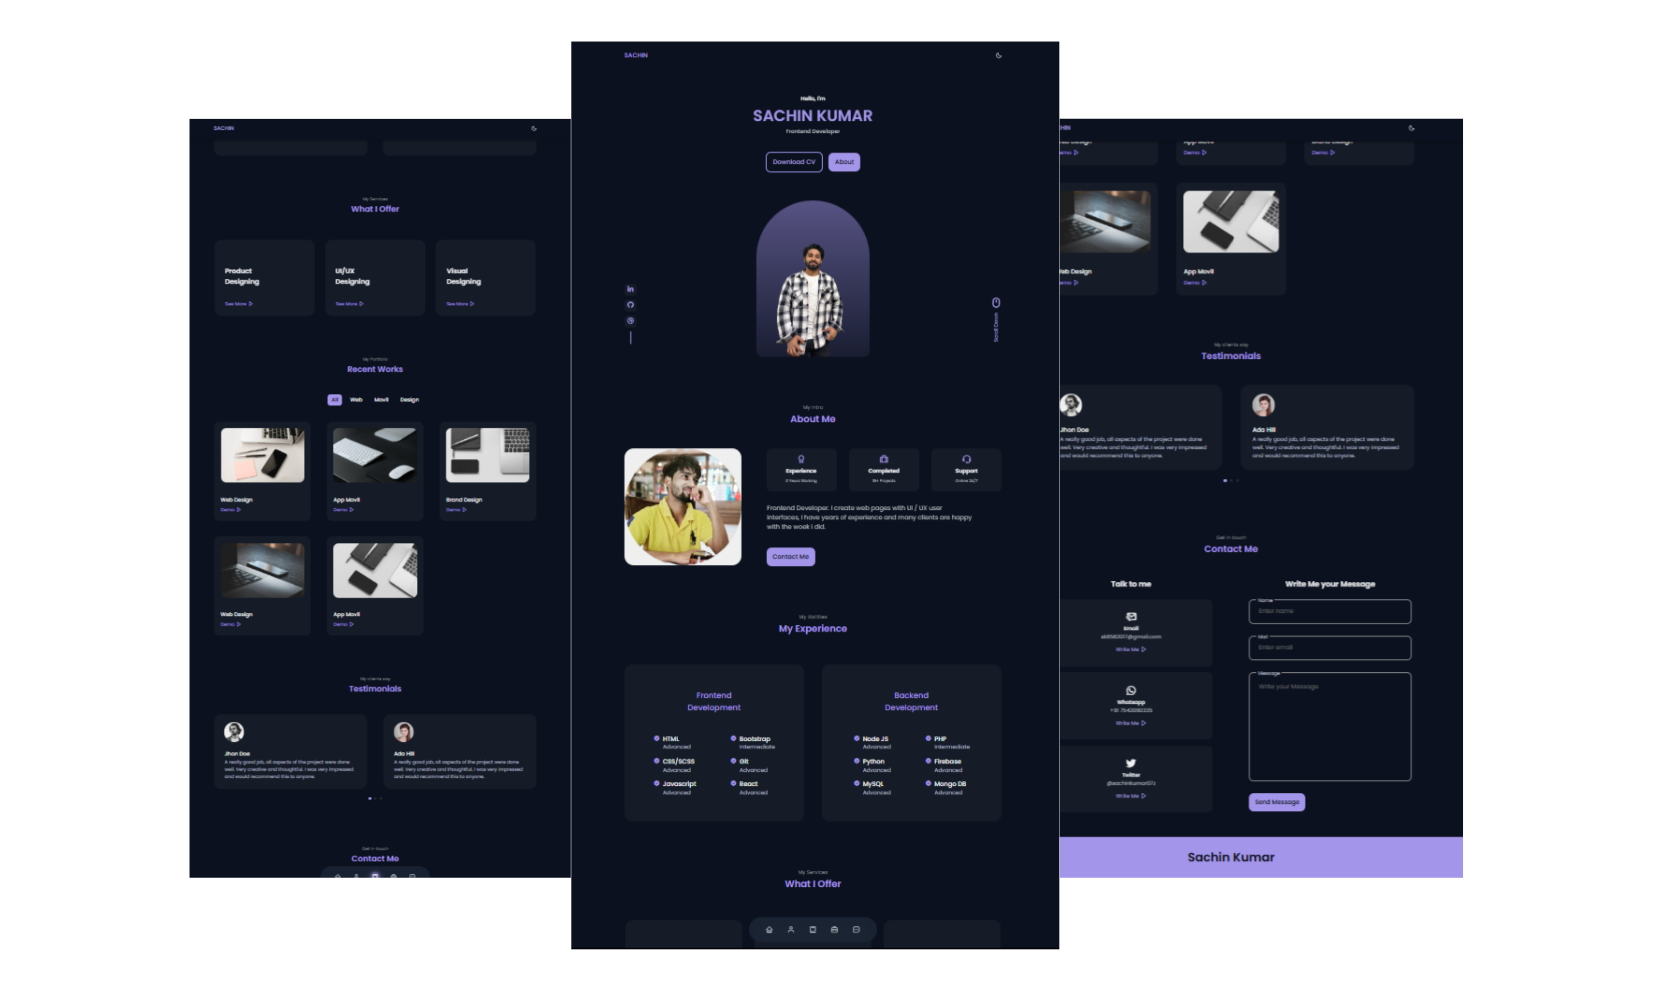 SACHIN
My Services
What I Offer
Product
Designing
See More
UI/UX
Designing
See More
Visual
Designing
See More
My Portfolio
Recent Works
All Web Movil Design
Web Design
Demo
App Movil
Demo
Brand Design
Demo
Web Design
Demo
App Movil
Demo
My clients say
Testimonials
Jhon Doe
A really good job, all aspects of the project were done
well. Very creative and thoughtful. I was very impressed
and would recommend this to anyone.
Ada Hill
A really good job, all aspects of the project were done
well. Very creative and thoughtful. I was very impressed
and would recommend this to anyone.
Get in touch
Contact Me
SACHIN
Hello, I'm
SACHIN KUMAR
Frontend Developer
Download CV
About
Scroll Down
My Intro
About Me
Experience
Completed
Support
Online 24/7
Frontend Developer. I create web pages with UI / UX user
interfaces, I have years of experience and many clients are happy
with the work i did.
Contact Me
My Abilities
My Experience
Frontend
Development
HTML
Advanced
Bootstrap
Intermediate
CSS/SCSS
Advanced
Git
Advanced
Javascript
Advanced
React
Advanced
Backend
Development
Node JS
Advanced
PHP
Intermediate
Python
Advanced
Firebase
Advanced
MySQL
Advanced
Mongo DB
Advanced
My Services
What I Offer
Demo
Demo
App Movil
Demo
My clients say
Testimonials
Jhon Doe
A really good job, all aspects of the project were done
well. Very creative and thoughtful. I was very impressed
and would recommend this to anyone.
Ada Hill
A really good job, all aspects of the project were done
well. Very creative and thoughtful. I was very impressed
and would recommend this to anyone.
Get in touch
Contact Me
Talk to me
Email
Write Me
Whatsapp
Write Me
Twitter
Write Me
Write Me your Message
Name
Enter name
Mail
Enter email
Message
Write your Message
Send Message
Sachin Kumar